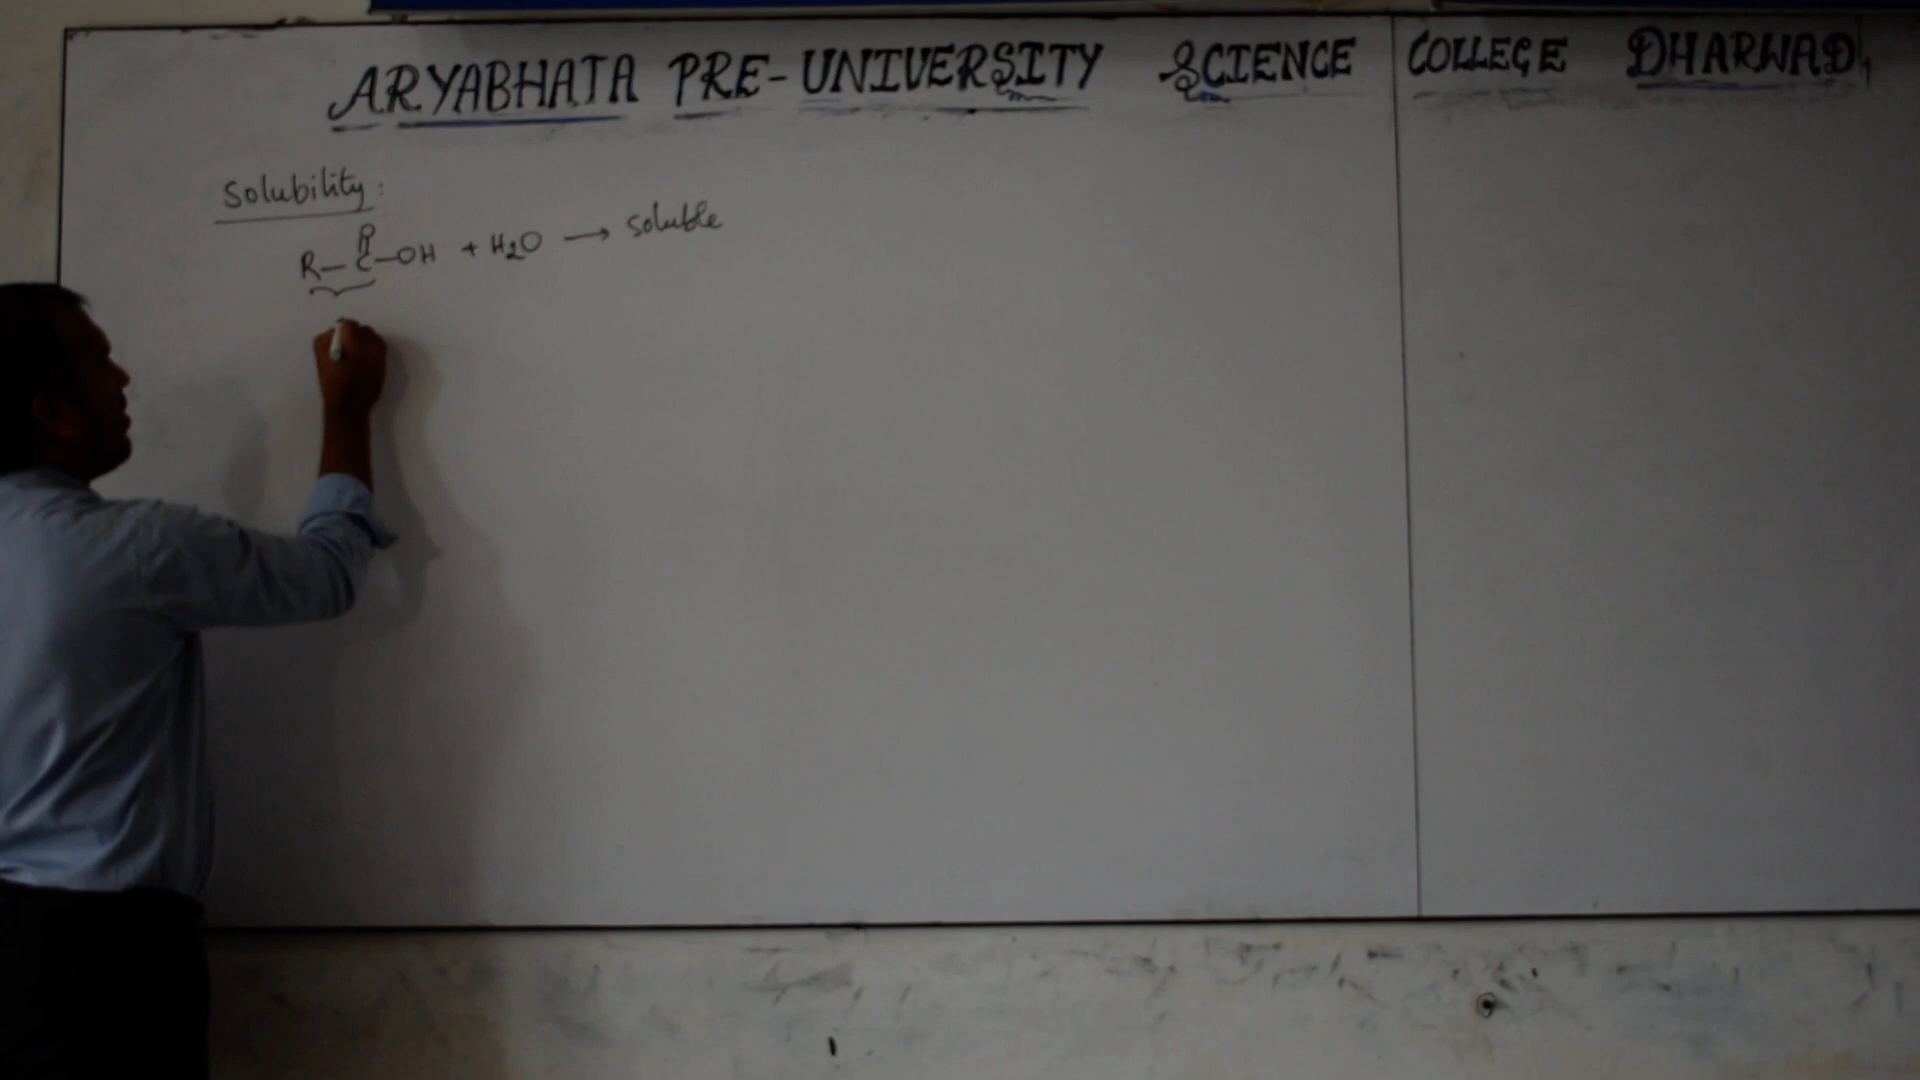 ARYABHATA PRE-UNIVERSITY SCIENCE COLLEGE DHARWAD,
Solubility:
O
R-C-OH + H2O → soluble